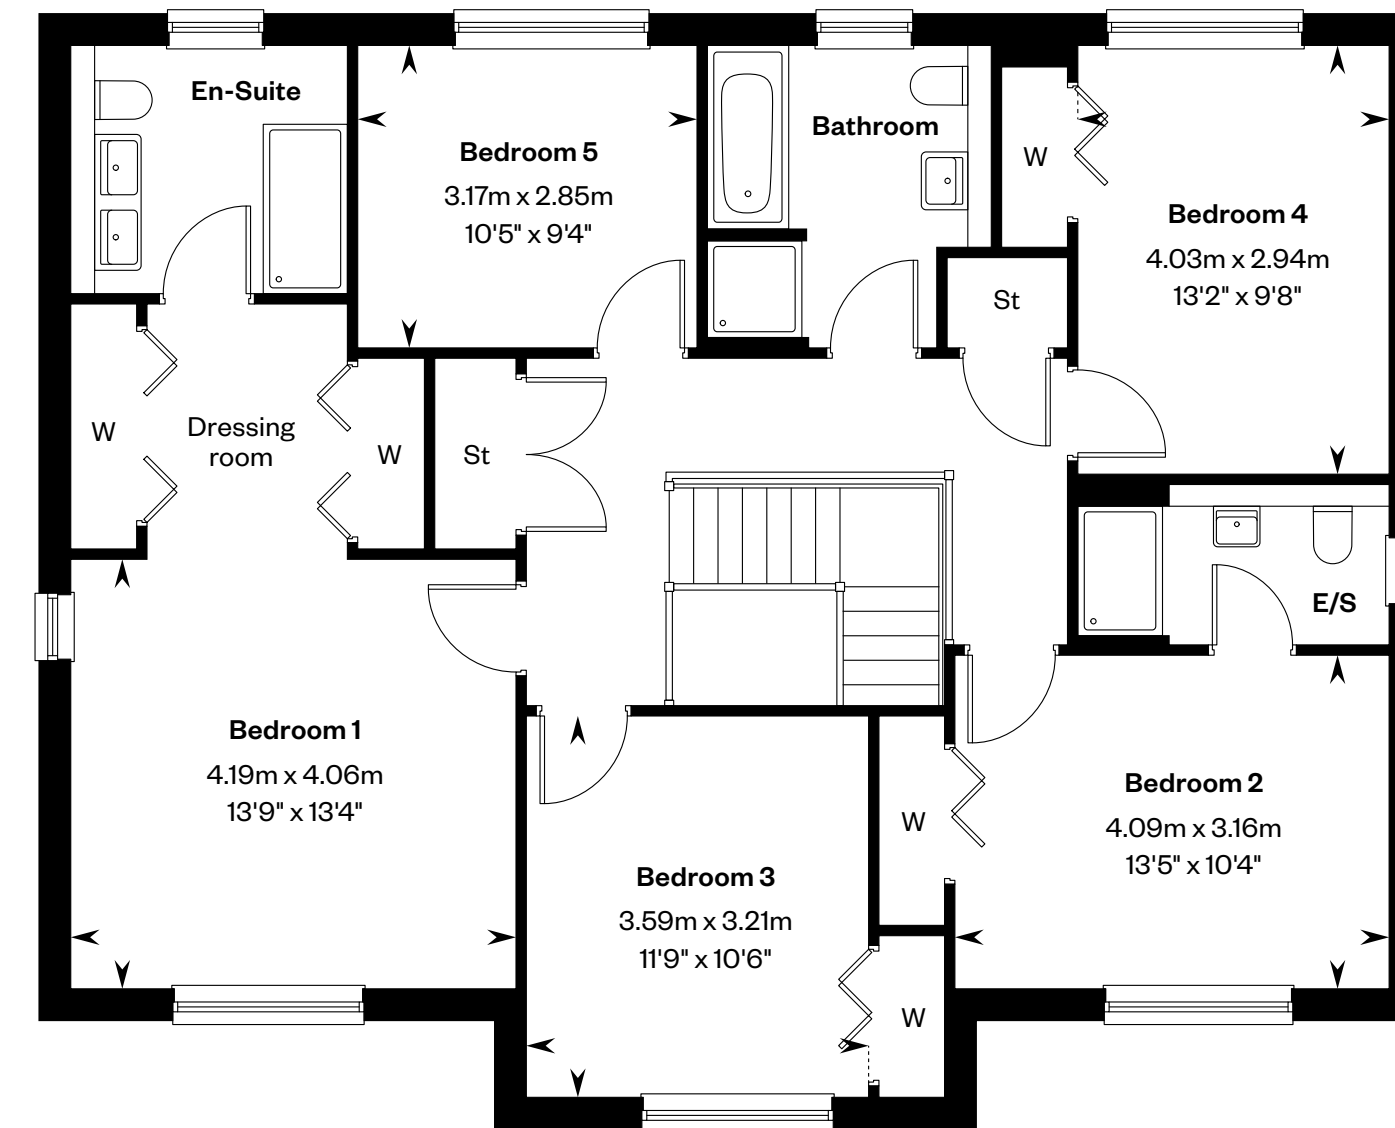 En-Suite
Bedroom 5
3.17m x 2.85m
10'5" x 9'4"
Bathroom
W
Bedroom 4
4.03m x 2.94m
13'2" x 9'8"
St
W
Dressing
room
W
St
E/S
Bedroom 1
4.19m x 4.06m
13'9" x 13'4"
Bedroom 2
4.09m x 3.16m
13'5" x 10'4"
W
Bedroom 3
3.59m x 3.21m
11'9" x 10'6"
W